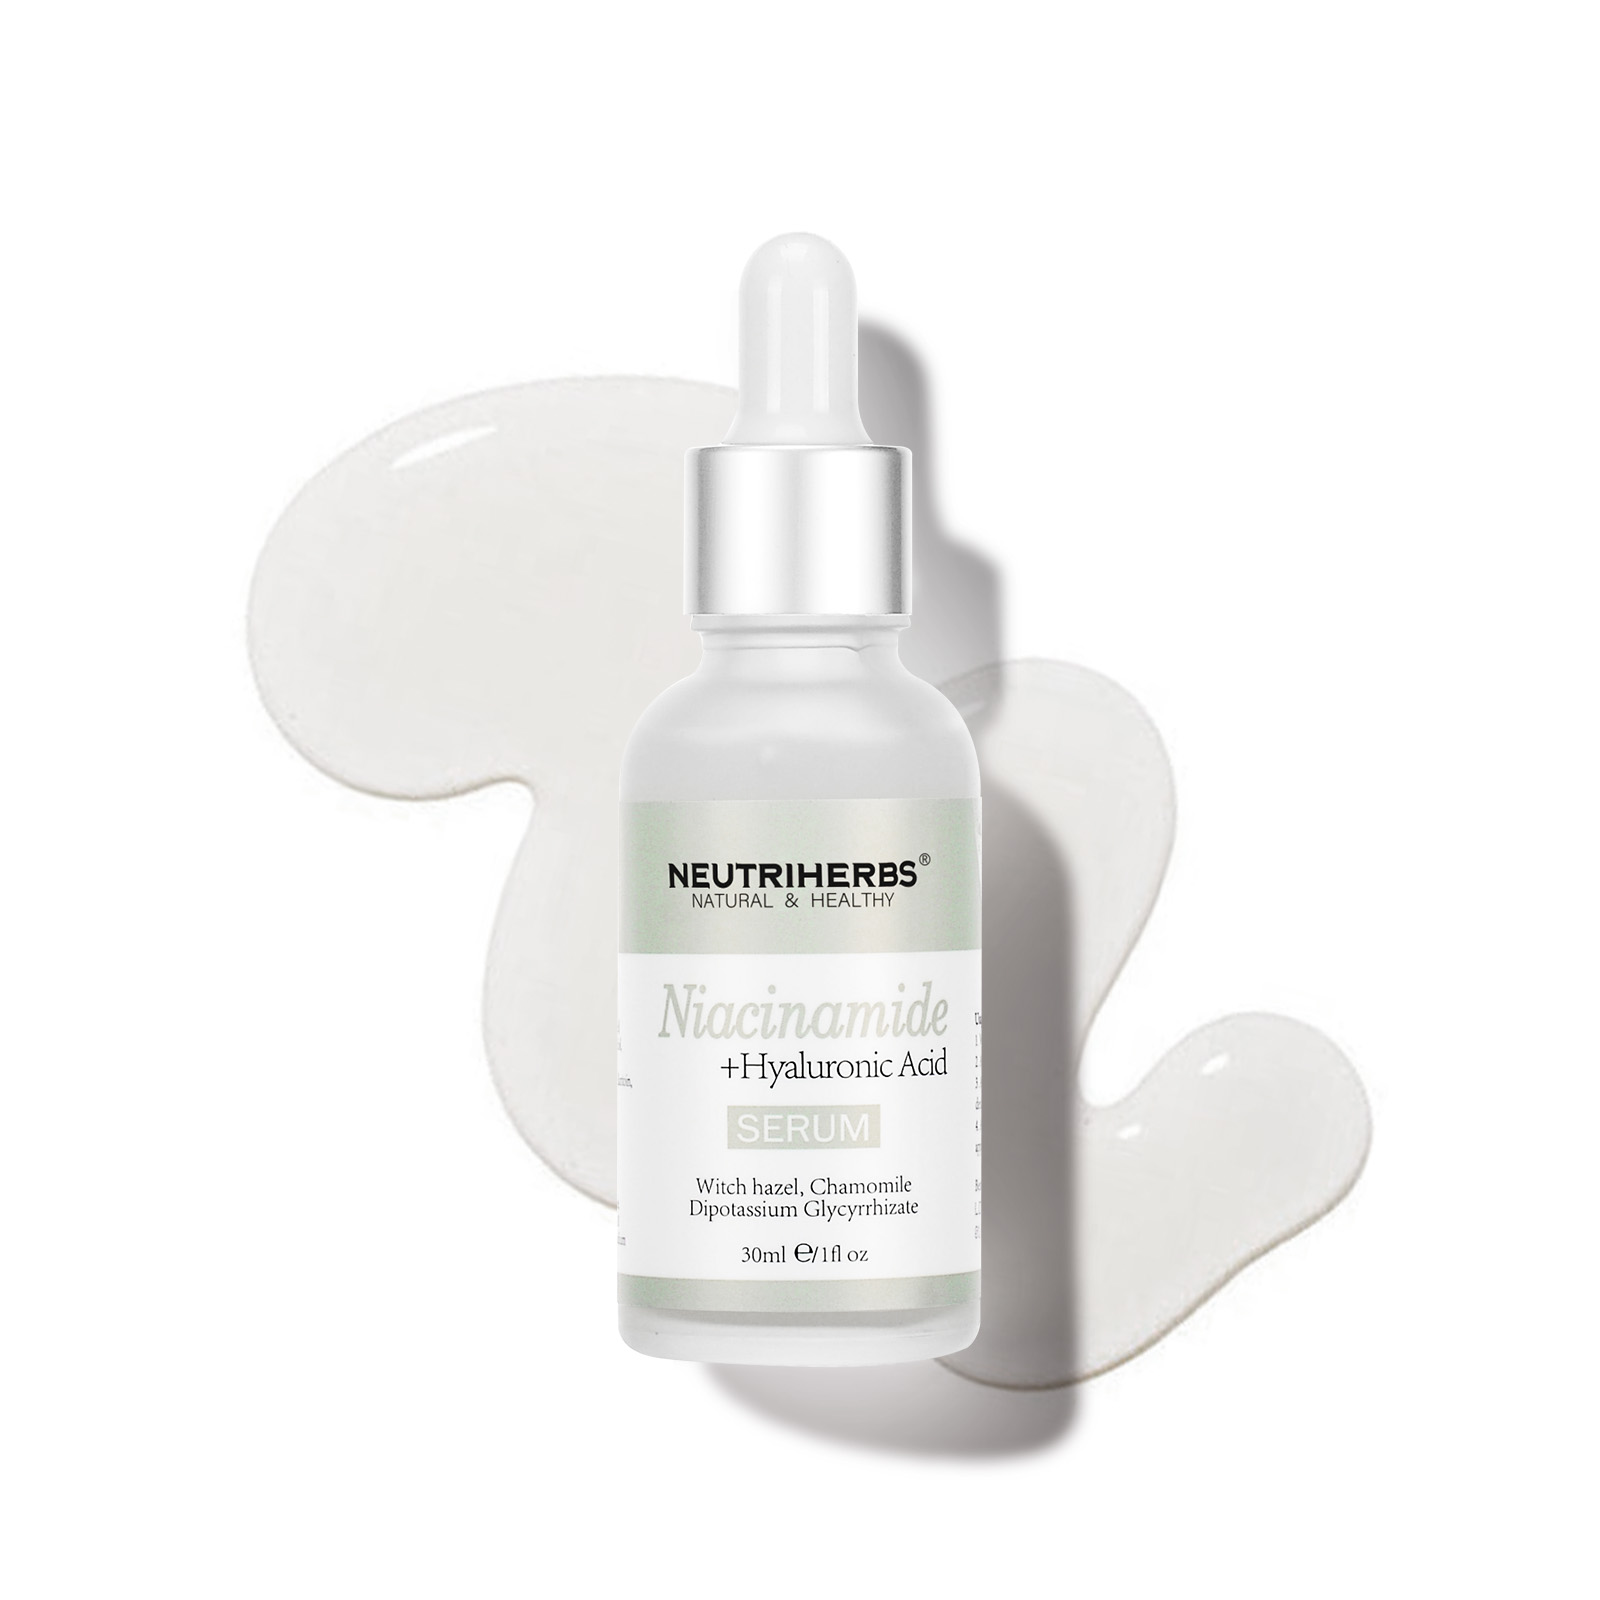 NEUTRIHERBS®
NATURAL & HEALTHY
Niacinamide
+Hyaluronic Acid
SERUM
Witch hazel, Chamomile
Dipotassium Glycyrrhizate
30ml ℮/1fl oz